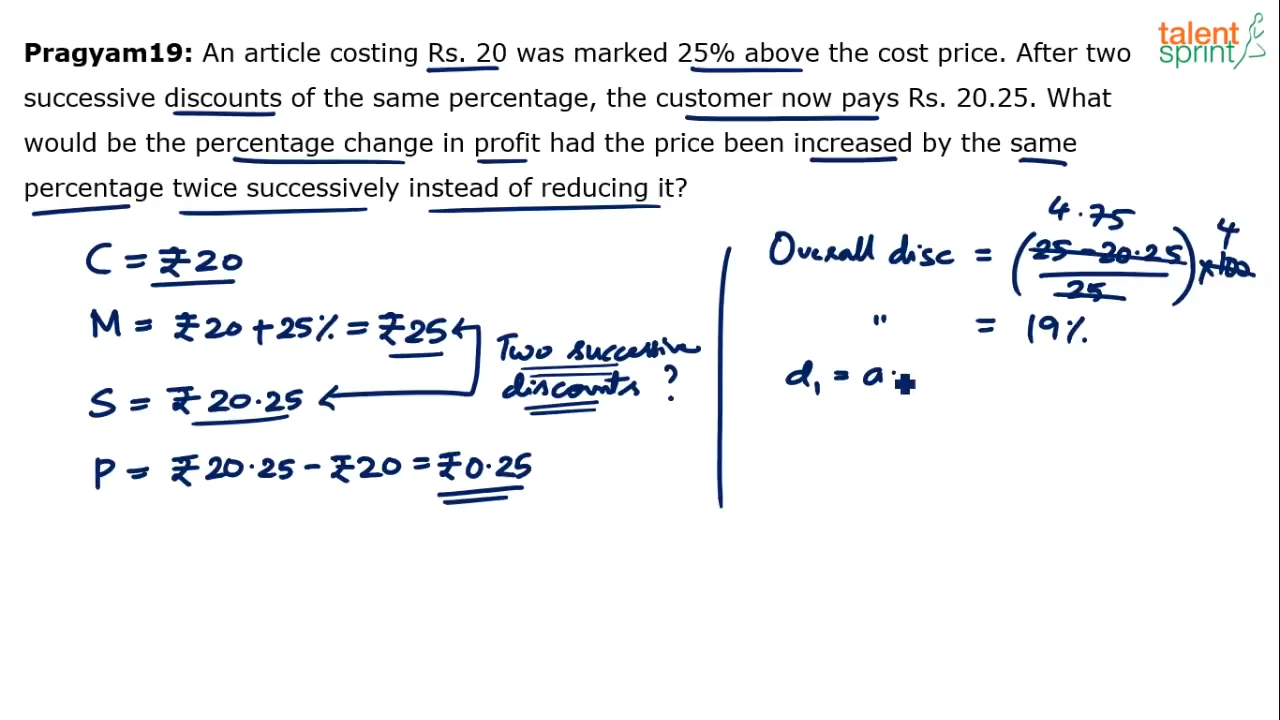 talent
sprint
Pragyam19: An article costing Rs. 20 was marked 25% above the cost price. After two
successive discounts of the same percentage, the customer now pays Rs. 20.25. What
would be the percentage change in profit had the price been increased by the same
percentage twice successively instead of reducing it?
C = ₹20
M = ₹20 + 25% = ₹25
Two successive
discounts ?
S = ₹20.25
P = ₹20.25 - ₹20 = ₹0.25
4.75
4
Overall disc = (25 - 20.25
25) × 100
" = 19%
d₁ = a